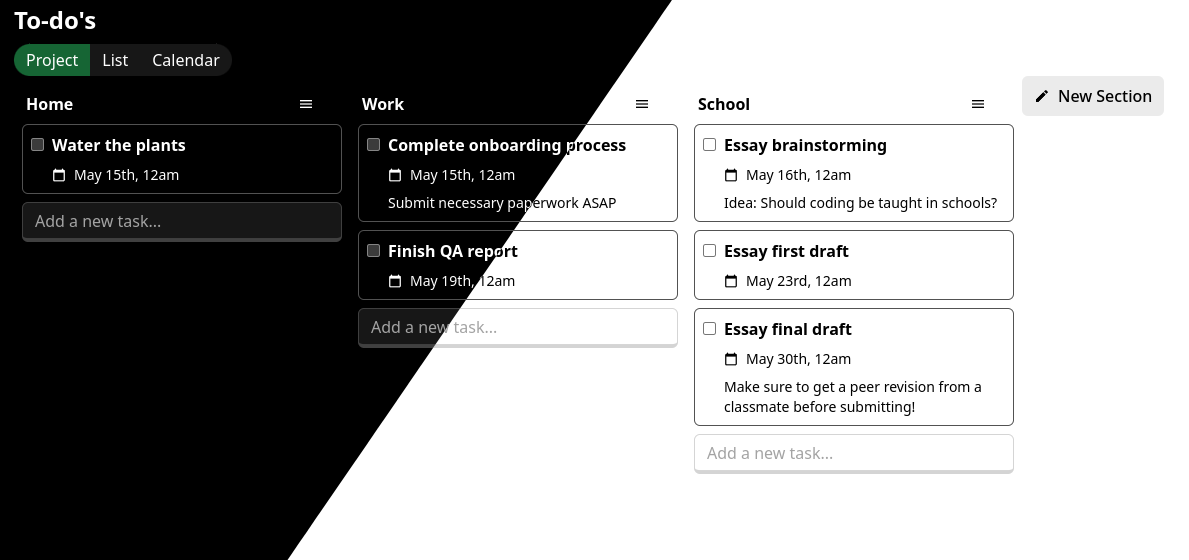 To-do's
Project List Calendar
New Section
Home
Water the plants
May 15th, 12am
Add a new task...
Work
Complete onboarding process
May 15th, 12am
Submit necessary paperwork ASAP
Finish QA report
May 19th, 12am
Add a new task...
School
Essay brainstorming
May 16th, 12am
Idea: Should coding be taught in schools?
Essay first draft
May 23rd, 12am
Essay final draft
May 30th, 12am
Make sure to get a peer revision from a
classmate before submitting!
Add a new task...